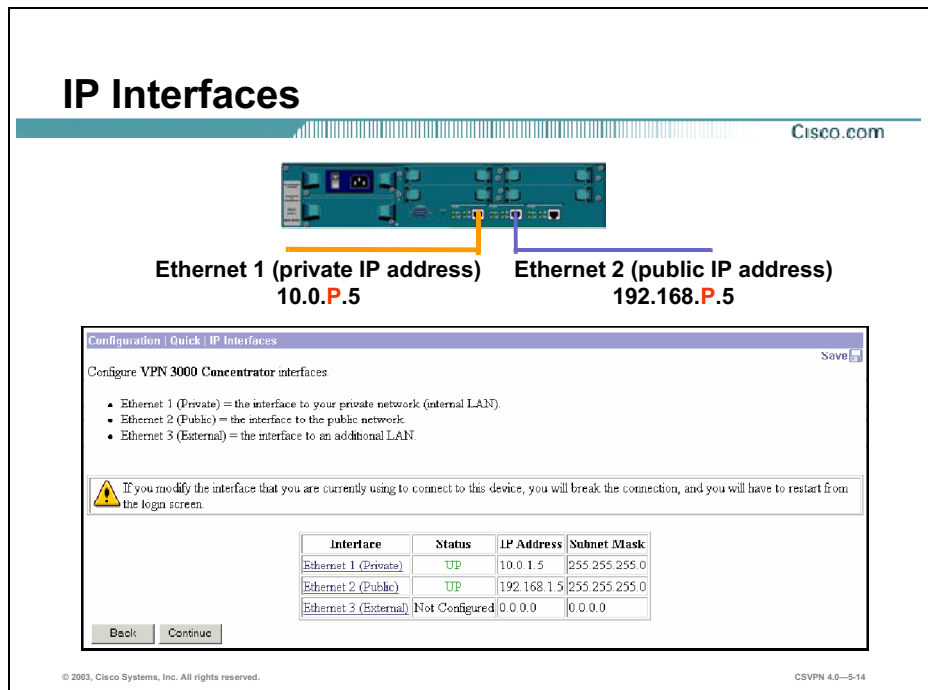 IP Interfaces
Cisco.com
Ethernet 1 (private IP address)
10.0.P.5
Ethernet 2 (public IP address)
192.168.P.5
Configuration | Quick | IP Interfaces
Save
Configure VPN 3000 Concentrator interfaces.
• Ethernet 1 (Private) = the interface to your private network (internal LAN).
• Ethernet 2 (Public) = the interface to the public network.
• Ethernet 3 (External) = the interface to an additional LAN.
If you modify the interface that you are currently using to connect to this device, you will break the connection, and you will have to restart from
the login screen.
Interface Status IP Address Subnet Mask
Ethernet 1 (Private) UP 10.0.1.5 255.255.255.0
Ethernet 2 (Public) UP 192.168.1.5 255.255.255.0
Ethernet 3 (External) Not Configured 0.0.0.0 0.0.0.0
Back Continue
© 2003, Cisco Systems, Inc. All rights reserved.
CSVPN 4.0—5-14